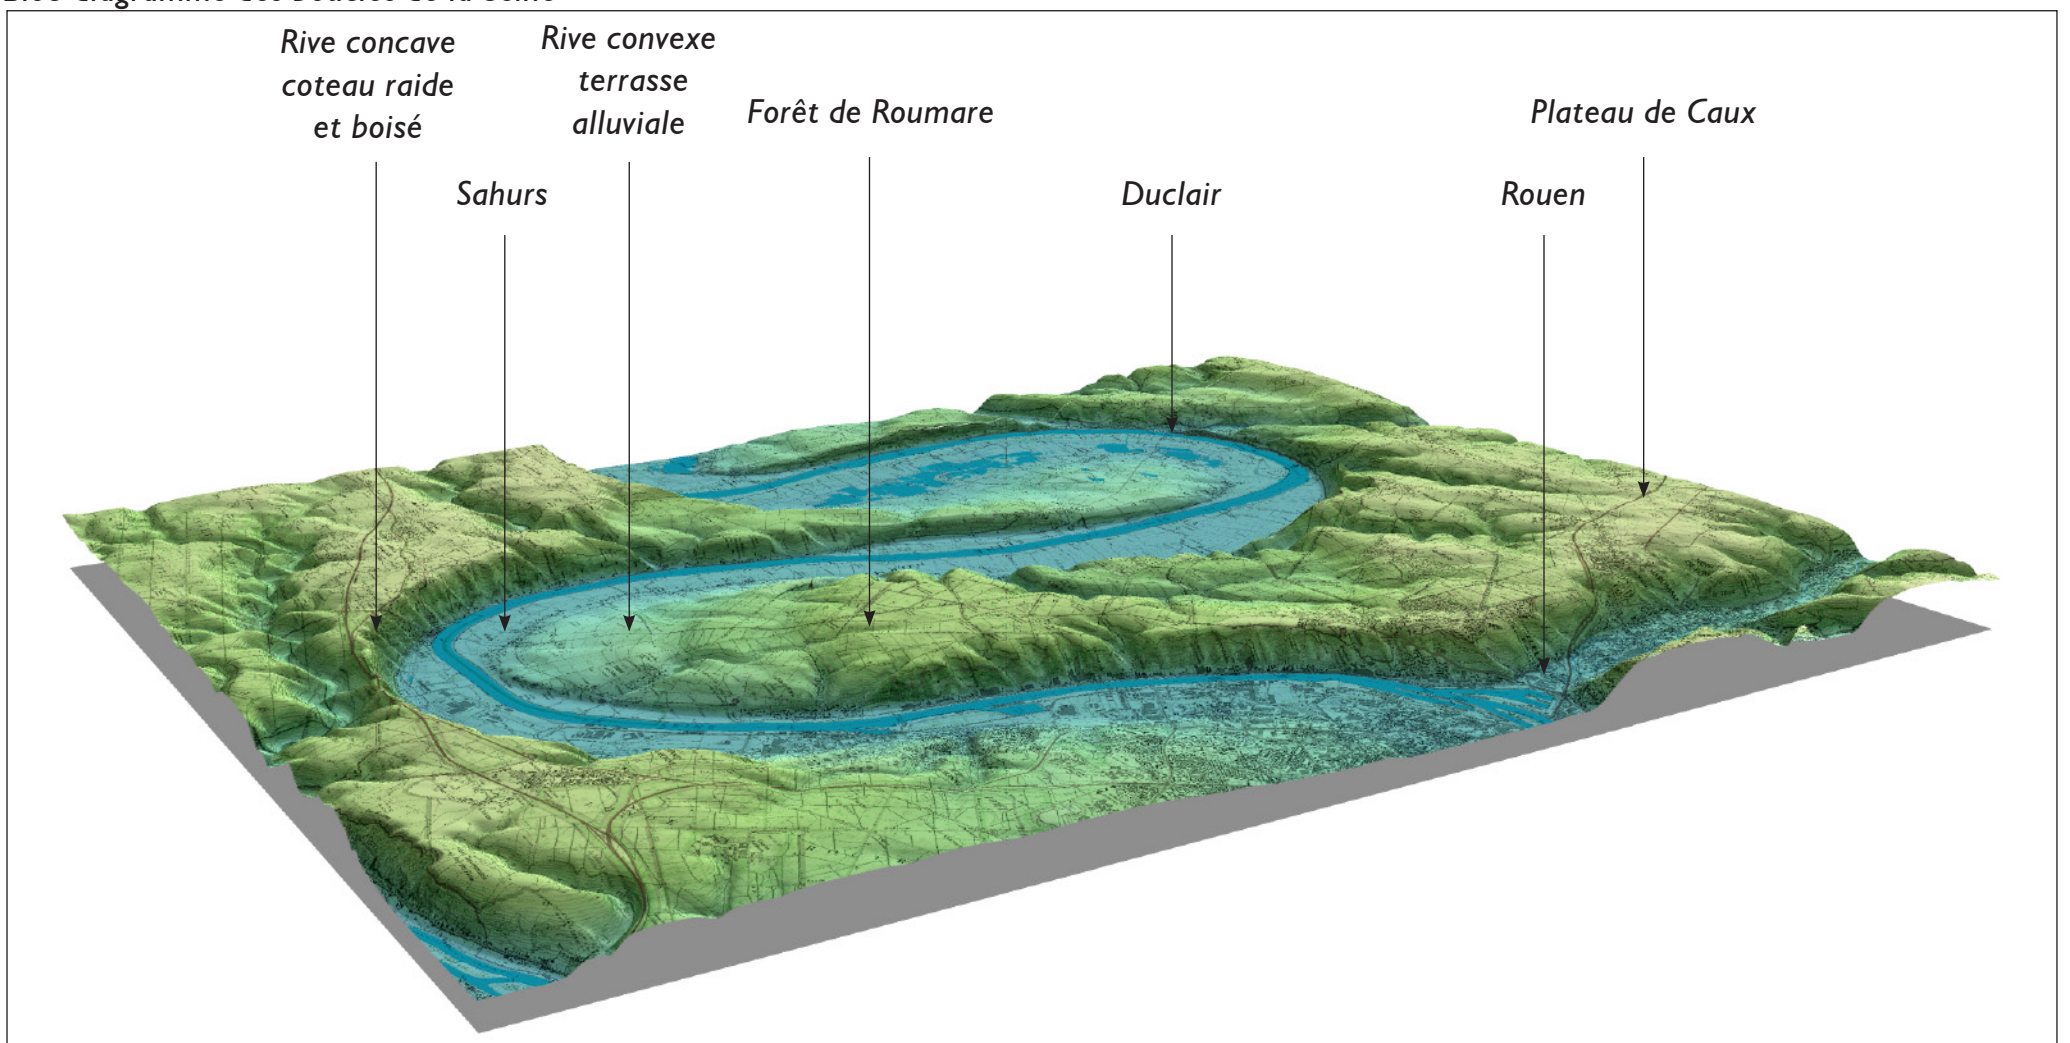 Rive concave
coteau raide
et boisé
Rive convexe
terrasse
alluviale
Forêt de Roumare
Plateau de Caux
Sahurs
Duclair
Rouen